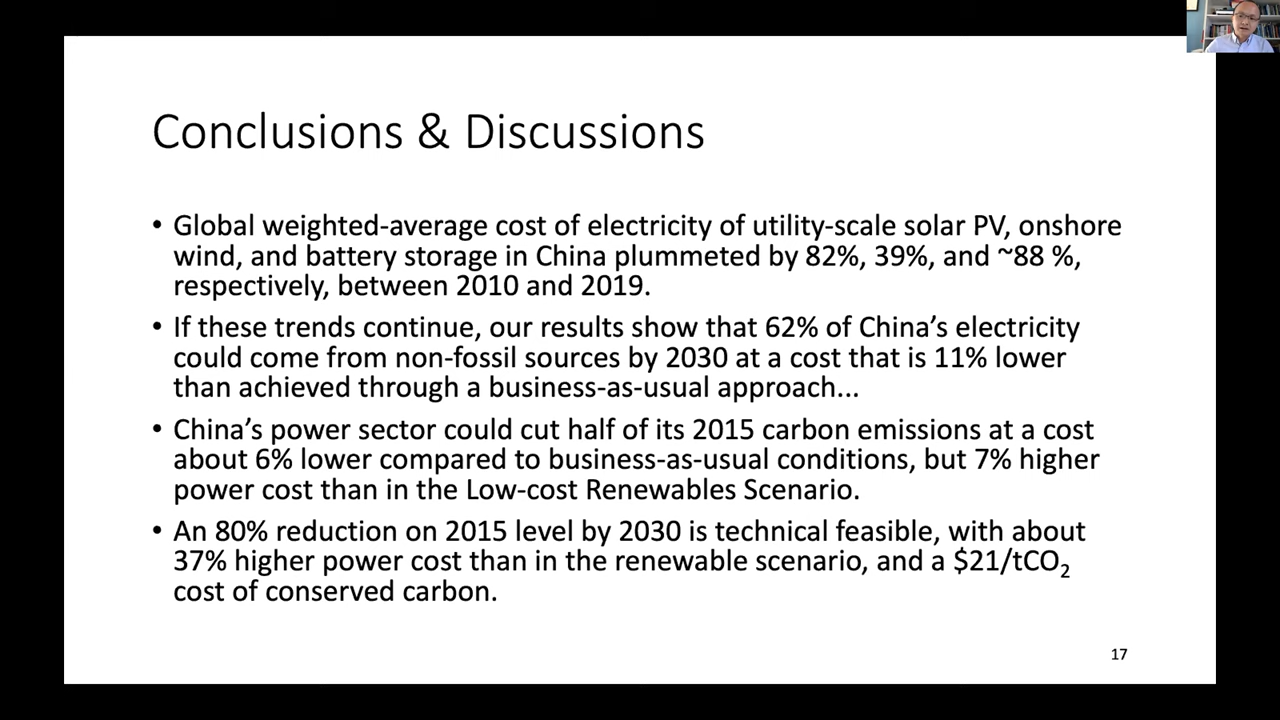 Conclusions & Discussions
• Global weighted-average cost of electricity of utility-scale solar PV, onshore
wind, and battery storage in China plummeted by 82%, 39%, and ~88 %,
respectively, between 2010 and 2019.
• If these trends continue, our results show that 62% of China’s electricity
could come from non-fossil sources by 2030 at a cost that is 11% lower
than achieved through a business-as-usual approach...
• China’s power sector could cut half of its 2015 carbon emissions at a cost
about 6% lower compared to business-as-usual conditions, but 7% higher
power cost than in the Low-cost Renewables Scenario.
• An 80% reduction on 2015 level by 2030 is technical feasible, with about
37% higher power cost than in the renewable scenario, and a $21/tCO₂
cost of conserved carbon.
17